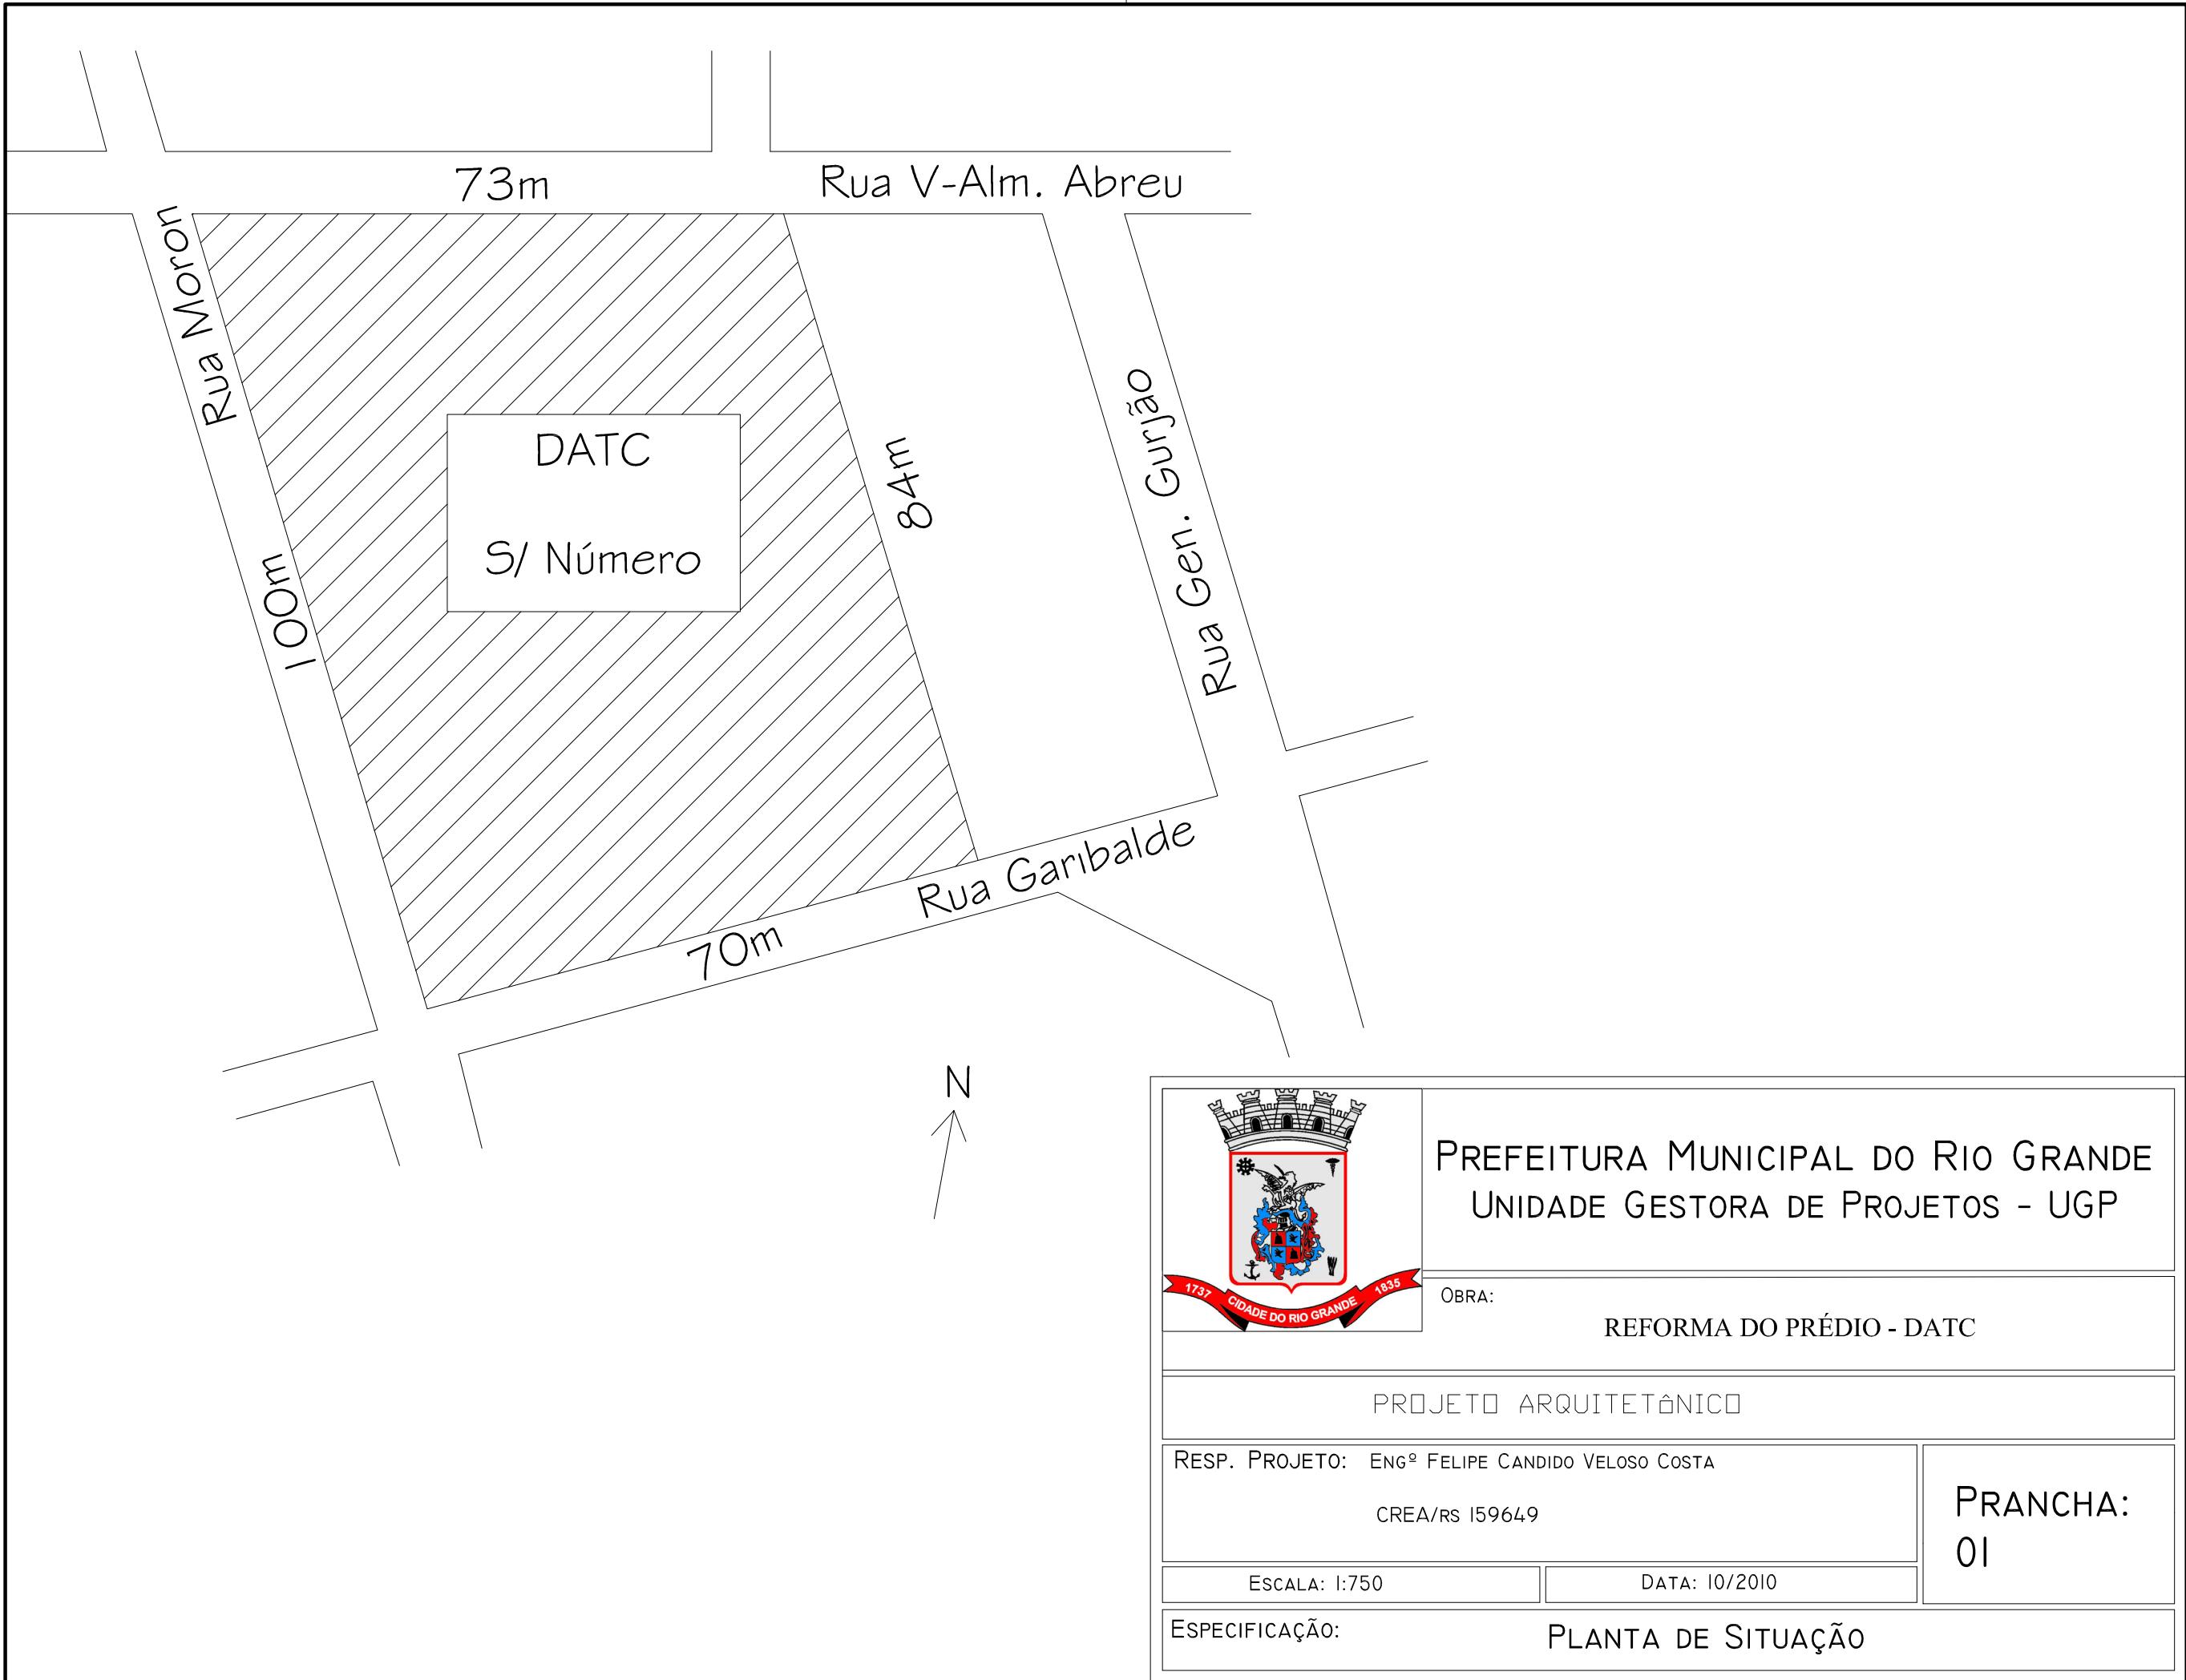 73m
Rua V-Alm. Abreu
Rua Moron
DATC
S/ Número
84m
Rua Gen. Gurjão
100m
Rua Garibalde
70m
N
PREFEITURA MUNICIPAL DO RIO GRANDE
UNIDADE GESTORA DE PROJETOS - UGP
1737 CIDADE DO RIO GRANDE 1835
OBRA:
REFORMA DO PRÉDIO - DATC
PROJETO ARQUITETôNICO
RESP. PROJETO: ENGº FELIPE CANDIDO VELOSO COSTA
CREA/RS 159649
PRANCHA:
01
ESCALA: 1:750
DATA: 10/2010
ESPECIFICAÇÃO:
PLANTA DE SITUAÇÃO